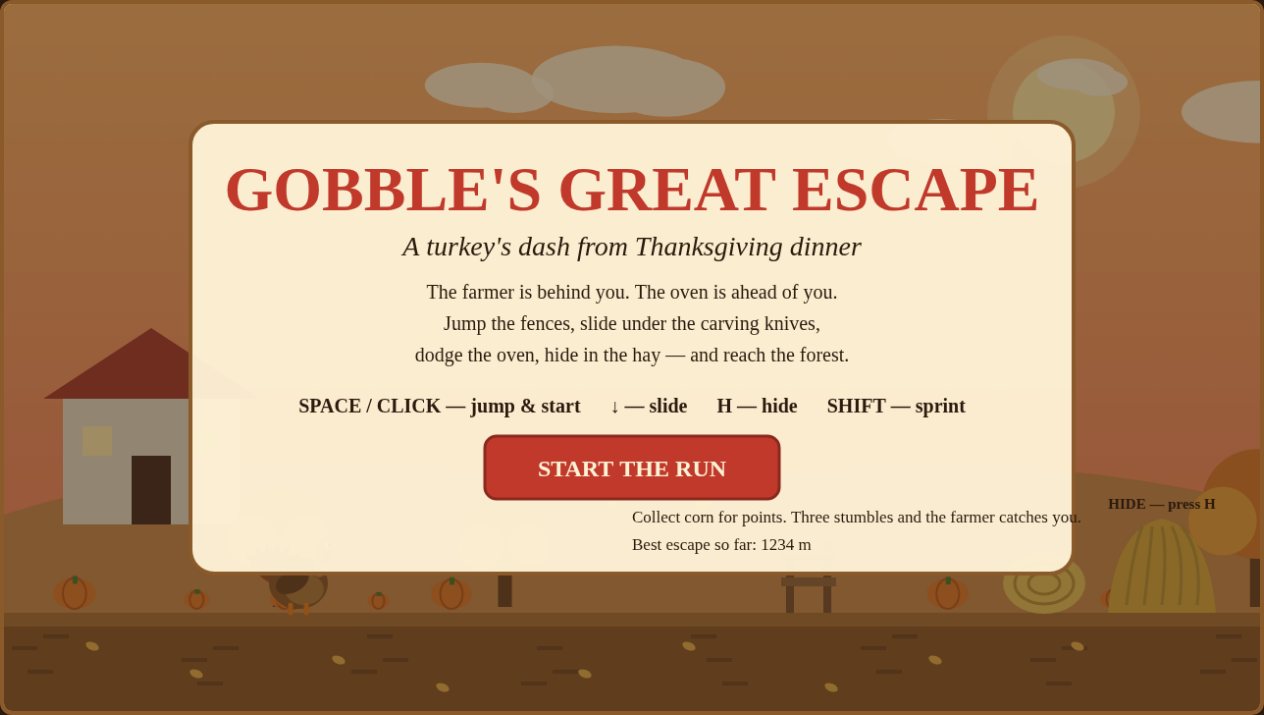 GOBBLE'S GREAT ESCAPE
A turkey's dash from Thanksgiving dinner
The farmer is behind you. The oven is ahead of you.
Jump the fences, slide under the carving knives,
dodge the oven, hide in the hay — and reach the forest.
SPACE / CLICK — jump & start ↓ — slide H — hide SHIFT — sprint
START THE RUN
HIDE — press H
Collect corn for points. Three stumbles and the farmer catches you.
Best escape so far: 1234 m